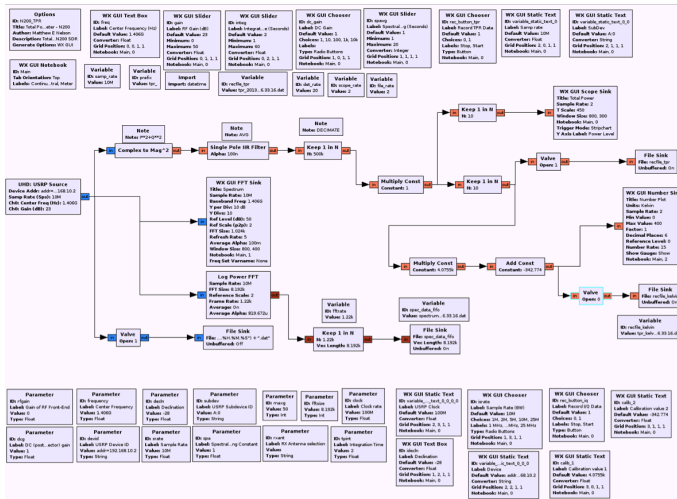 Options
ID: N200_TPR
Title: Total Po...eter - N200
Author: Matthew E Nelson
Description: Total ...N200 SDR
Generate Options: WX GUI
WX GUI Text Box
ID: freq
Label: Center Frequency (Hz)
Default Value: 1.406G
Converter: Float
Grid Position: 0, 0, 1, 1
Notebook: Main, 0
WX GUI Slider
ID: gain
Label: RF Gain (dB)
Default Value: 20
Minimum: 0
Maximum: 50
Converter: Float
Grid Position: 0, 1, 1, 1
Notebook: Main, 0
WX GUI Slider
ID: integ
Label: Integrat...e (Seconds)
Default Value: 2
Minimum: 1
Maximum: 60
Converter: Float
Grid Position: 0, 2, 1, 1
Notebook: Main, 0
WX GUI Chooser
ID: dc_gain
Label: DC Gain
Default Value: 1
Choices: 1, 10, 100, 1k, 10k
Labels:
Type: Radio Buttons
Grid Position: 1, 0, 1, 1
Notebook: Main, 0
WX GUI Slider
ID: spavg
Label: Spectral...g (Seconds)
Default Value: 1
Minimum: 1
Maximum: 20
Converter: Integer
Grid Position: 1, 1, 1, 1
Notebook: Main, 0
WX GUI Chooser
ID: rec_button_tpr
Label: Record TPR Data
Default Value: 1
Choices: 0, 1
Labels: Stop, Start
Type: Button
Notebook: Main, 0
WX GUI Static Text
ID: variable_static_text_0
Label: Samp rate
Default Value: 10M
Converter: Float
Grid Position: 2, 0, 1, 1
Notebook: Main, 0
WX GUI Static Text
Label: SubDev
Default Value: A:0
Converter: String
Grid Position: 2, 1, 1, 1
Notebook: Main, 0
WX GUI Notebook
ID: Main
Tab Orientation: Top
Variable
ID: samp_rate
Value: 10M
Variable
ID: prefix
Value: tpr_
Import
Import: datetime
Variable
ID: recfile_tpr
Value: tpr_2013...6.93.16.dat
Variable
ID: det_rate
Value: 20
Variable
ID: scope_rate
Value: 2
Variable
ID: file_rate
Value: 2
Note
Note: I**2+Q**2
Note
Note: AVG
Note
Note: DECIMATE
Complex to Mag^2
Single Pole IIR Filter
Alpha: 100n
Keep 1 in N
N: 500k
Keep 1 in N
N: 10
WX GUI Scope Sink
Title: Total Power
Sample Rate: 2
T Scale: 450
Window Size: 800, 300
Notebook: Main, 0
Trigger Mode: Stripchart
Y Axis Label: Power Level
Multiply Const
Constant: 1
Keep 1 in N
N: 10
Valve
Open: 1
File Sink
File: recfile_tpr
Unbuffered: On
UHD: USRP Source
Device Addr: addr=...168.10.2
Samp Rate (Sps): 10M
Ch0: Center Freq (Hz): 1.406G
Ch0: Gain (dB): 20
WX GUI FFT Sink
Title: Spectrum
Sample Rate: 10M
Baseband Freq: 1.406G
Y per Div: 10 dB
Y Divs: 10
Ref Level (dB): 50
Ref Scale (p2p): 2
FFT Size: 1.024k
Refresh Rate: 5
Average Alpha: 100m
Window Size: 800, 400
Notebook: Main, 1
Freq Set Varname: None
WX GUI Number Sink
Title: Number Plot
Units: Kelvin
Sample Rate: 2
Min Value: 0
Max Value: 400
Factor: 1
Decimal Places: 6
Reference Level: 0
Number Rate: 15
Show Gauge: Show
Notebook: Main, 2
Multiply Const
Constant: 4.0755k
Add Const
Constant: -342.774
Valve
Open: 0
File Sink
File: recfile_kelvin
Unbuffered: On
Log Power FFT
Sample Rate: 10M
FFT Size: 8.192k
Reference Scale: 2
Frame Rate: 1.22k
Average: On
Average Alpha: 819.672u
Variable
ID: fftrate
Value: 1.22k
Variable
ID: spec_data_fifo
Value: spectrum...6.93.16.dat
Variable
ID: recfile_kelvin
Value: tpr_kelv...6.93.16.dat
Valve
Open: 1
File Sink
File: ...%H.%M.%S") + ".dat"
Unbuffered: Off
Keep 1 in N
N: 1.22k
Vec Length: 8.192k
File Sink
File: spec_data_fifo
Vec Length: 8.192k
Unbuffered: On
Parameter
ID: rfgain
Label: Gain of RF Front-End
Value: 0
Type: Float
Parameter
ID: frequency
Label: Center Frequency
Value: 1.406G
Type: Float
Parameter
ID: decln
Label: Declination
Value: -28
Type: Float
Parameter
ID: subdev
Label: USRP Subdevice ID
Value: A:0
Type: String
Parameter
ID: maxg
Value: 50
Type: Int
Parameter
ID: fftsize
Value: 8.192k
Type: Int
Parameter
ID: clock
Label: Clock rate
Value: 100M
Type: Float
WX GUI Static Text
Label: USRP Clock
Default Value: 100M
Converter: Float
Grid Position: 1, 3, 1, 1
Notebook: Main, 0
WX GUI Chooser
ID: israte
Label: Sample Rate (BW)
Default Value: 10M
Choices: 1M, 2M, 5M, 10M, 25M
Labels: 1 MHz, ...MHz, 25 MHz
Type: Radio Buttons
Grid Position: 1, 3, 1, 1
Notebook: Main, 0
WX GUI Chooser
ID: rec_button_iq
Label: Record I/Q Data
Default Value: 1
Choices: 0, 1
Labels: Stop, Start
Type: Button
Notebook: Main, 0
WX GUI Static Text
ID: calib_2
Label: Calibration value 2
Default Value: -342.774
Converter: Float
Grid Position: 3, 1, 1, 1
Notebook: Main, 0
Parameter
ID: dcg
Value: 1
Type: Float
Parameter
ID: devid
Label: USRP Device ID
Value: addr=192.168.10.2
Type: String
Parameter
ID: srate
Label: Sample Rate
Value: 10M
Type: Float
Parameter
ID: spa
Label: Spectral...ng Constant
Value: 1
Type: Float
Parameter
ID: rxant
Label: RX Antenna selection
Value:
Type: String
Parameter
ID: tpint
Label: Integration Time
Value: 2
Type: Float
WX GUI Text Box
ID: idecln
Label: Declination
Default Value: -28
Converter: Float
Grid Position: 1, 2, 1, 1
Notebook: Main, 0
WX GUI Static Text
ID: variable_...ic_text_0_0_0
Label: Device
Default Value: addr...68.10.2
Converter: String
Grid Position: 2, 2, 1, 1
Notebook: Main, 0
WX GUI Static Text
ID: calib_1
Label: Calibration value 1
Default Value: 4.0755k
Converter: Float
Grid Position: 3, 0, 1, 1
Notebook: Main, 0